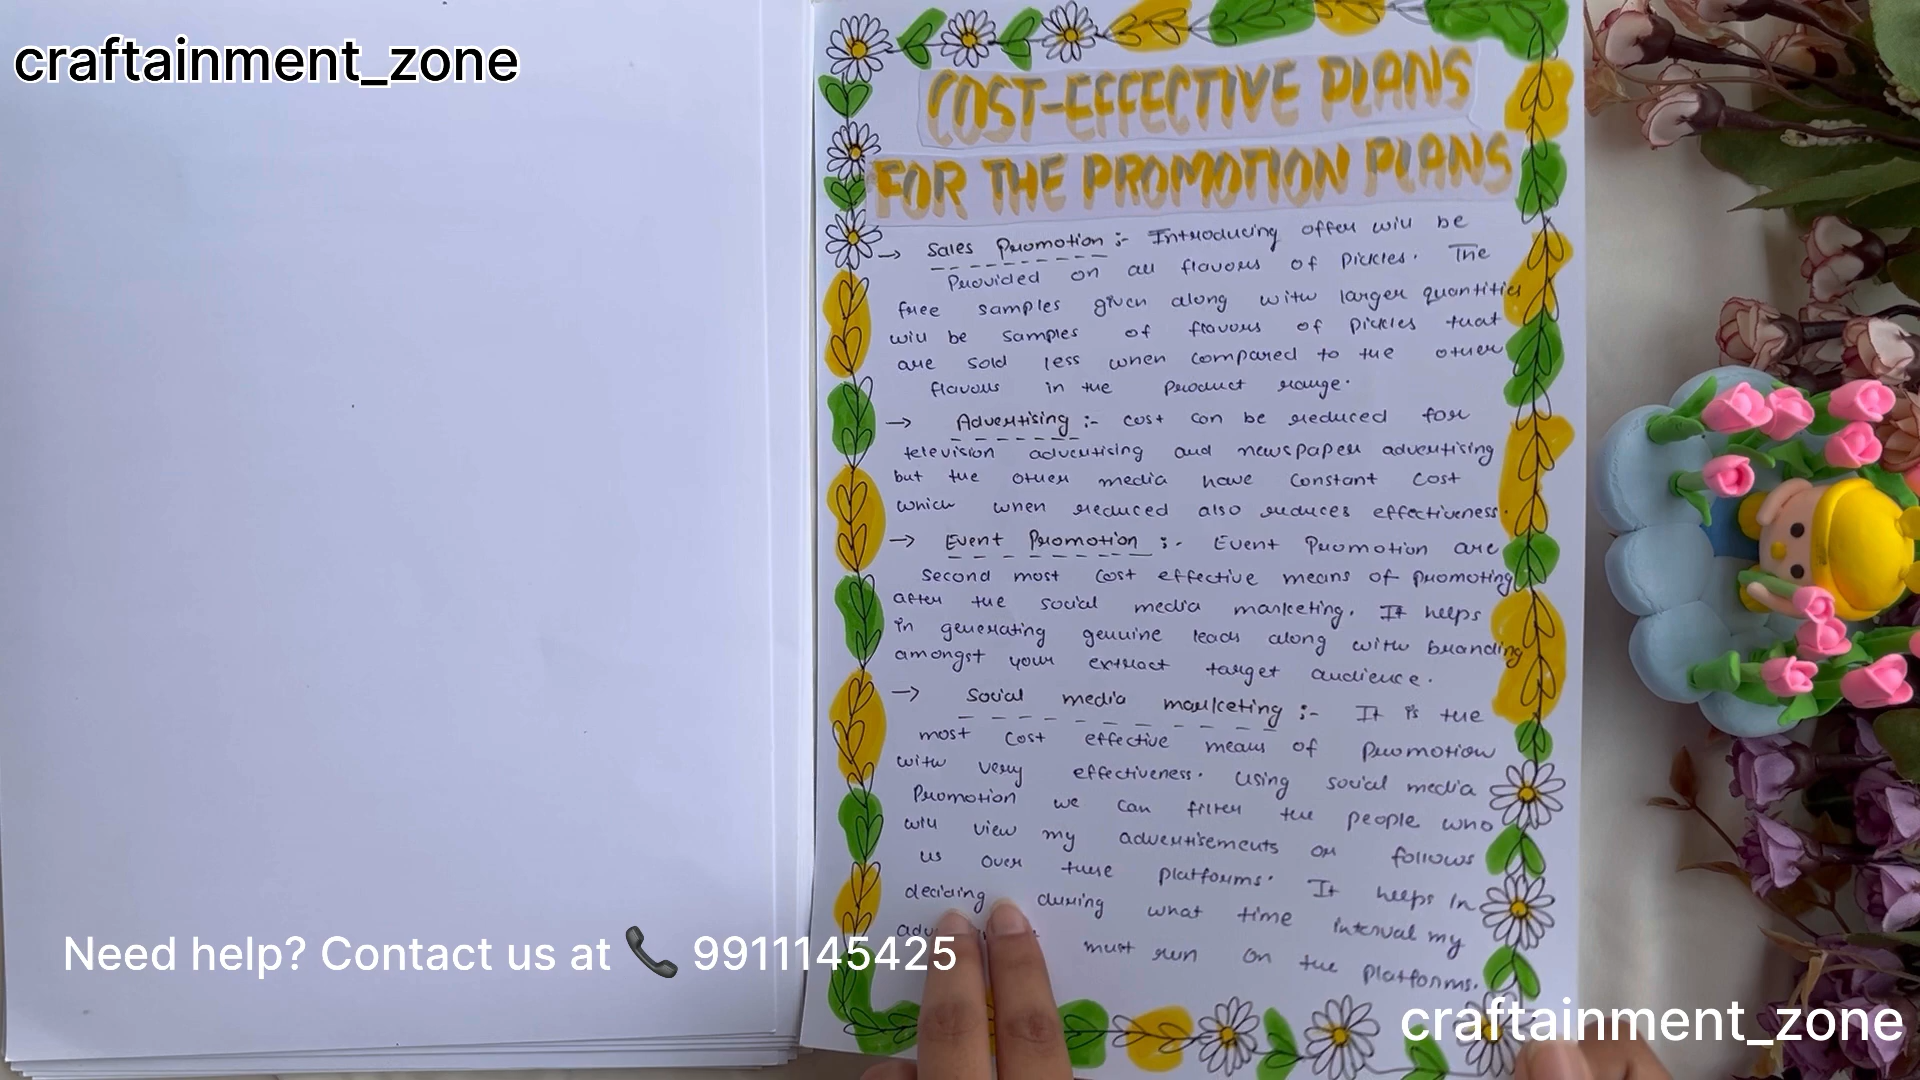 craftainment_zone
COST-EFFECTIVE PLANS
FOR THE PROMOTION PLANS
→ Sales Promotion :- Introducing offer will be
Provided on all flavours of Pickles. The
free samples given along with larger quantities
will be samples of flavours of Pickles that
are sold less when compared to the other
flavours in the Product range.
→ Advertising :- cost can be reduced for
television advertising and newspaper advertising
but the other media have constant cost
which when reduced also reduces effectiveness.
→ Event Promotion :- Event Promotion are
second most cost effective means of promoting
after the social media marketing. It helps
in generating genuine leads along with branding
amongst your extract target audience.
→ Social media marketing :- It is the
most cost effective means of promotion
with very effectiveness. Using social media
Promotion we can filter the people who
will view my advertisements or follows
us over these platforms. It helps in
deciding during what time interval my
adv must run on the platforms.
Need help? Contact us at 📞 9911145425
craftainment_zone